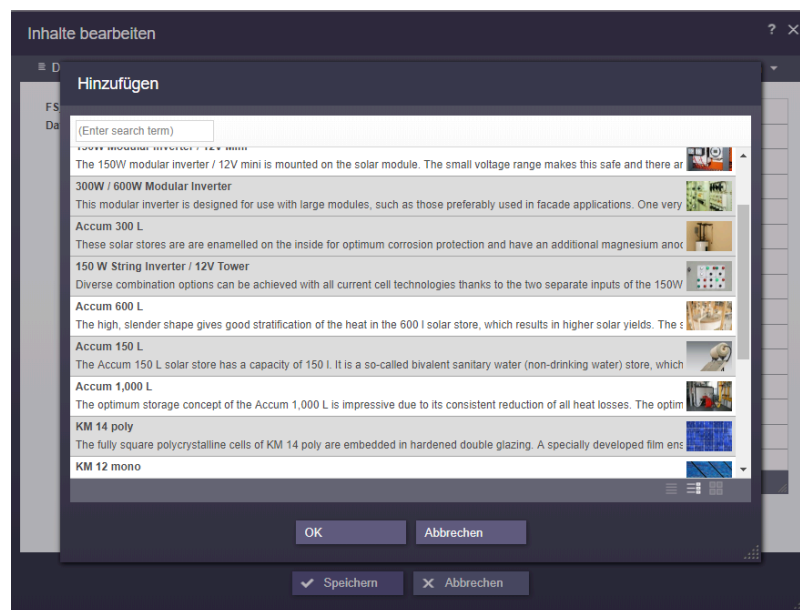 Inhalte bearbeiten
? ×
D
Hinzufügen
FS
Da
(Enter search term)
150W Modular Inverter / 12V Mini
The 150W modular inverter / 12V mini is mounted on the solar module. The small voltage range makes this safe and there ar
300W / 600W Modular Inverter
This modular inverter is designed for use with large modules, such as those preferably used in facade applications. One very
Accum 300 L
These solar stores are are enamelled on the inside for optimum corrosion protection and have an additional magnesium anod
150 W String Inverter / 12V Tower
Diverse combination options can be achieved with all current cell technologies thanks to the two separate inputs of the 150W
Accum 600 L
The high, slender shape gives good stratification of the heat in the 600 l solar store, which results in higher solar yields. The s
Accum 150 L
The Accum 150 L solar store has a capacity of 150 l. It is a so-called bivalent sanitary water (non-drinking water) store, which
Accum 1,000 L
The optimum storage concept of the Accum 1,000 L is impressive due to its consistent reduction of all heat losses. The optim
KM 14 poly
The fully square polycrystalline cells of KM 14 poly are embedded in hardened double glazing. A specially developed film ens
KM 12 mono
OK Abbrechen
Speichern Abbrechen